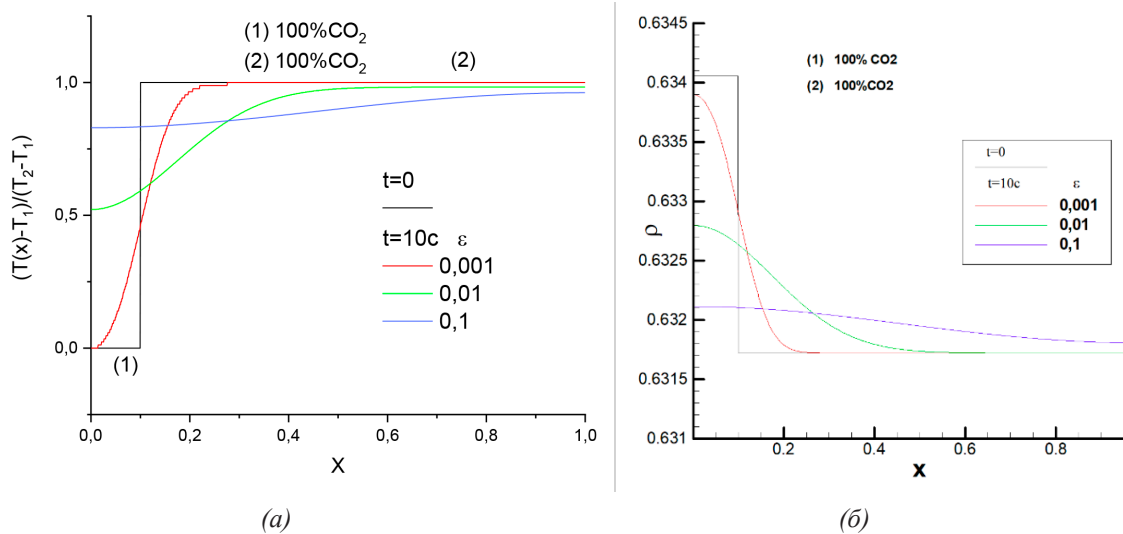 (1) 100%CO₂
(2) 100%CO₂
(2)
1,0
0,5
0,0
(T(x)-T₁)/(T₂-T₁)
t=0
t=10c ε
0,001
0,01
0,1
(1)
0,0 0,2 0,4 0,6 0,8 1,0
X
(а)
0.6345
0.634
0.6335
0.633
0.6325
0.632
0.6315
0.631
ρ
(1) 100% CO2
(2) 100%CO2
t=0
t=10c ε
0,001
0,01
0,1
0.2 0.4 0.6 0.8
x
(б)